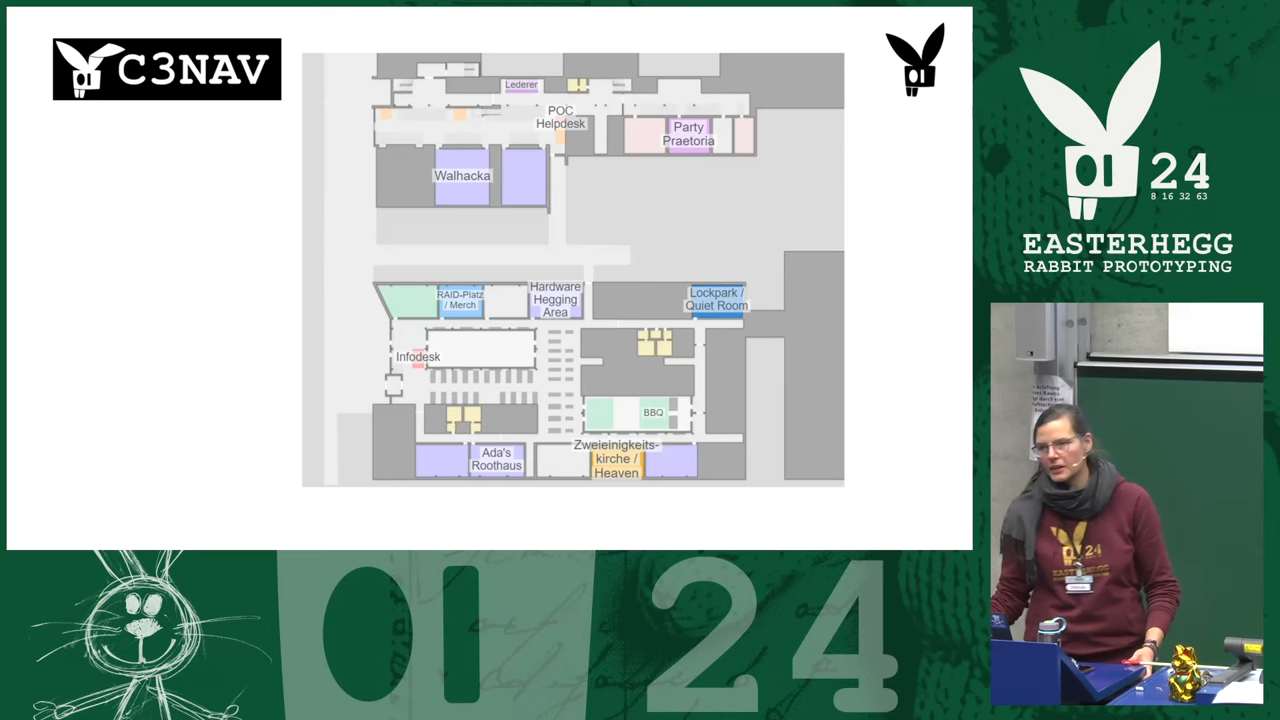 C3NAV
Lederer
POC
Helpdesk
Party
Praetoria
Walhacka
RAID-Platz
/ Merch
Hardware
Hegging
Area
Lockpark /
Quiet Room
Infodesk
BBQ
Ada's
Roothaus
Zweieinigkeits-
kirche /
Heaven
24
8 16 32 63
EASTERHEGG
RABBIT PROTOTYPING
24
24